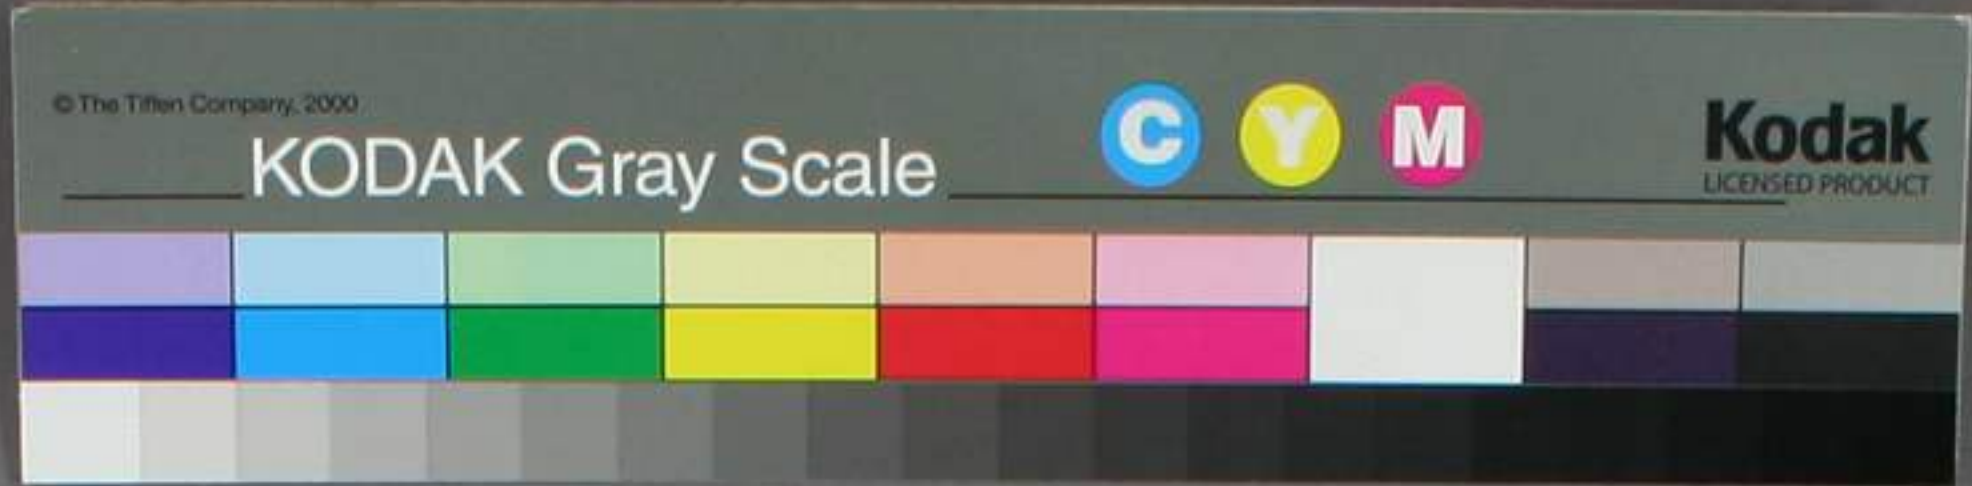 © The Tiffen Company, 2000
KODAK Gray Scale
C Y M
Kodak
LICENSED PRODUCT